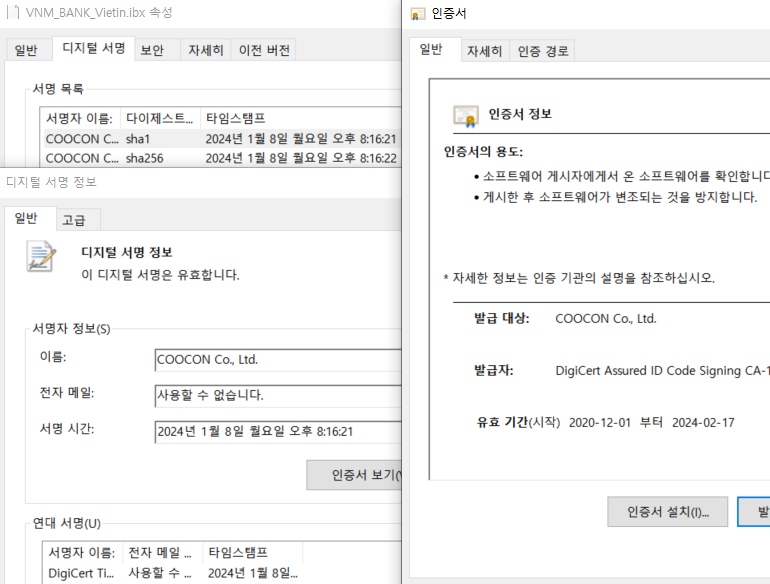 VNM_BANK_Vietin.ibx 속성
일반 디지털 서명 보안 자세히 이전 버전
서명 목록
서명자 이름: 다이제스트... 타임스탬프
COOCON C... sha1 2024년 1월 8일 월요일 오후 8:16:21
COOCON C... sha256 2024년 1월 8일 월요일 오후 8:16:22
디지털 서명 정보
일반 고급
디지털 서명 정보
이 디지털 서명은 유효합니다.
서명자 정보(S)
이름: COOCON Co., Ltd.
전자 메일: 사용할 수 없습니다.
서명 시간: 2024년 1월 8일 월요일 오후 8:16:21
인증서 보기(
연대 서명(U)
서명자 이름: 전자 메일 ... 타임스탬프
DigiCert Ti... 사용할 수 ... 2024년 1월 8일...
인증서
일반 자세히 인증 경로
인증서 정보
인증서의 용도:
• 소프트웨어 게시자에게서 온 소프트웨어를 확인합니다
• 게시한 후 소프트웨어가 변조되는 것을 방지합니다.
* 자세한 정보는 인증 기관의 설명을 참조하십시오.
발급 대상: COOCON Co., Ltd.
발급자: DigiCert Assured ID Code Signing CA-1
유효 기간(시작) 2020-12-01 부터 2024-02-17
인증서 설치(I)... 발